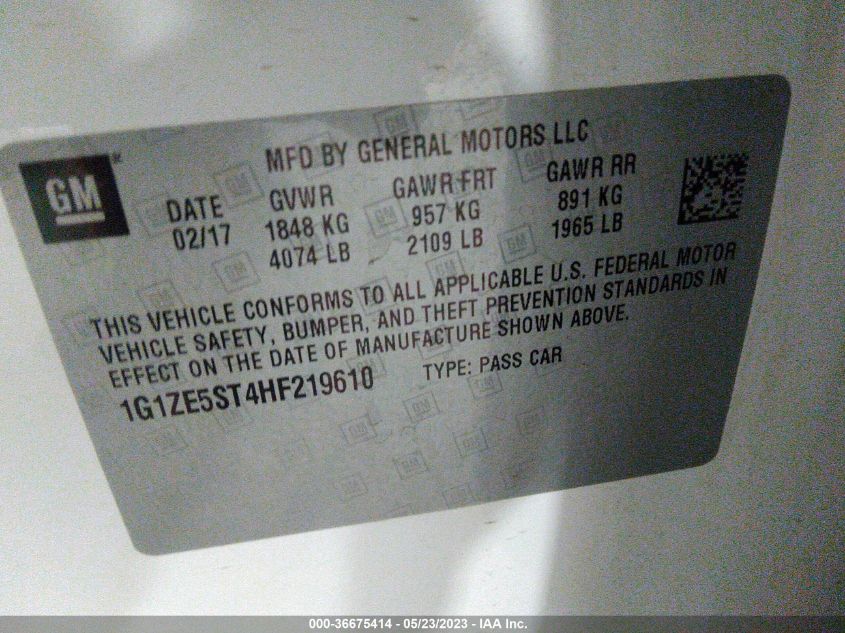 MFD BY GENERAL MOTORS LLC
GM
DATE GVWR GAWR FRT GAWR RR
02/17 1848 KG 957 KG 891 KG
4074 LB 2109 LB 1965 LB
THIS VEHICLE CONFORMS TO ALL APPLICABLE U.S. FEDERAL MOTOR
VEHICLE SAFETY, BUMPER, AND THEFT PREVENTION STANDARDS IN
EFFECT ON THE DATE OF MANUFACTURE SHOWN ABOVE.
1G1ZE5ST4HF219610 TYPE: PASS CAR
000-36675414 - 05/23/2023 - IAA Inc.